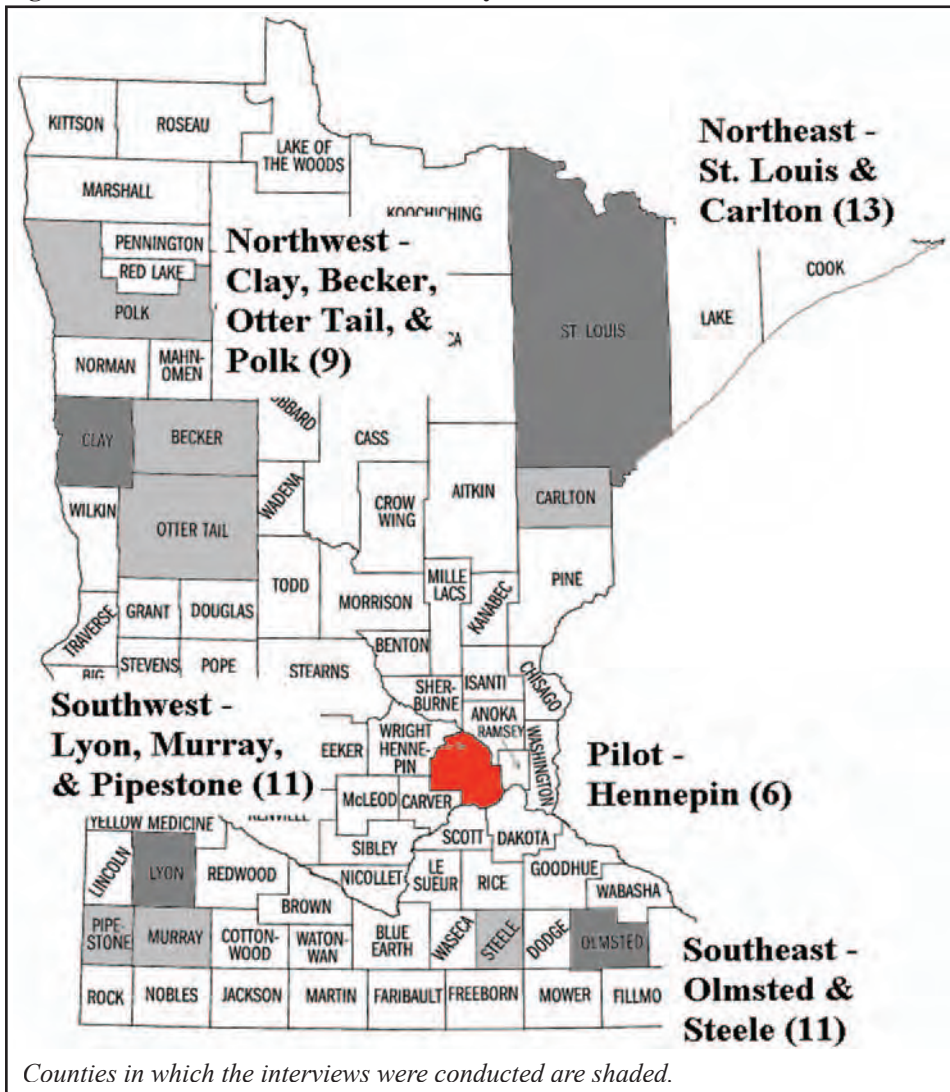 KITTSON
ROSEAU
LAKE OF
THE WOODS
MARSHALL
KOOCHICHING
PENNINGTON
RED LAKE
POLK
NORMAN
MAHN-
OMEN
Northwest -
Clay, Becker,
Otter Tail, &
Polk (9)
CA
Northeast -
St. Louis &
Carlton (13)
ST. LOUIS
LAKE
COOK
CLAY
BECKER
CASS
WADENA
CROW
WING
AITKIN
CARLTON
WILKIN
OTTER TAIL
TODD
MORRISON
MILLE
LACS
KANABEC
PINE
TRAVERSE
GRANT
DOUGLAS
BENTON
STEVENS
POPE
STEARNS
SHER-
BURNE
ISANTI
CHISAGO
ANOKA
RAMSEY
WASHINGTON
Southwest -
Lyon, Murray,
& Pipestone (11)
EEKER
WRIGHT
HENNE-
PIN
Pilot -
Hennepin (6)
McLEOD
CARVER
SCOTT
DAKOTA
YELLOW MEDICINE
SIBLEY
LINCOLN
LYON
REDWOOD
NICOLLET
LE
SUEUR
RICE
GOODHUE
WABASHA
BROWN
PIPE-
STONE
MURRAY
COTTON-
WOOD
WATON-
WAN
BLUE
EARTH
WASECA
STEELE
DODGE
OLMSTED
Southeast -
Olmsted &
Steele (11)
ROCK
NOBLES
JACKSON
MARTIN
FARIBAULT
FREEBORN
MOWER
FILLMO
Counties in which the interviews were conducted are shaded.